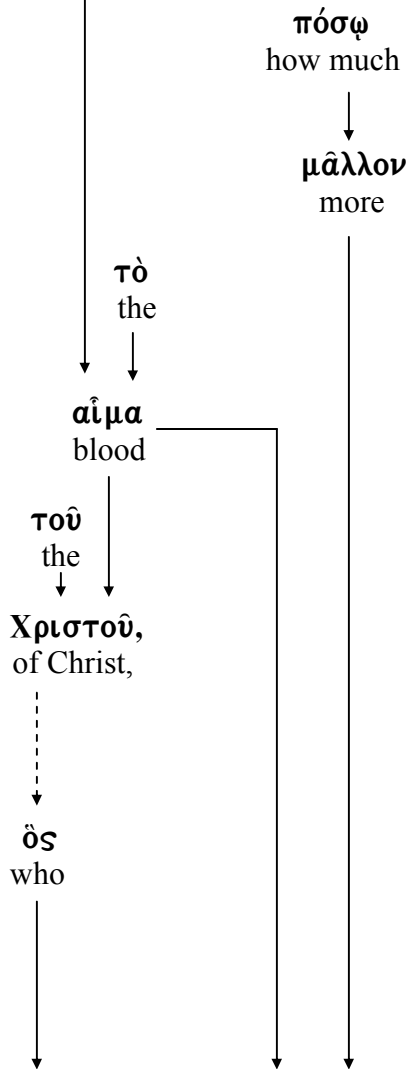 πόσῳ
how much
μᾶλλον
more
τὸ
the
αἷμα
blood
τοῦ
the
Χριστοῦ,
of Christ,
ὃς
who